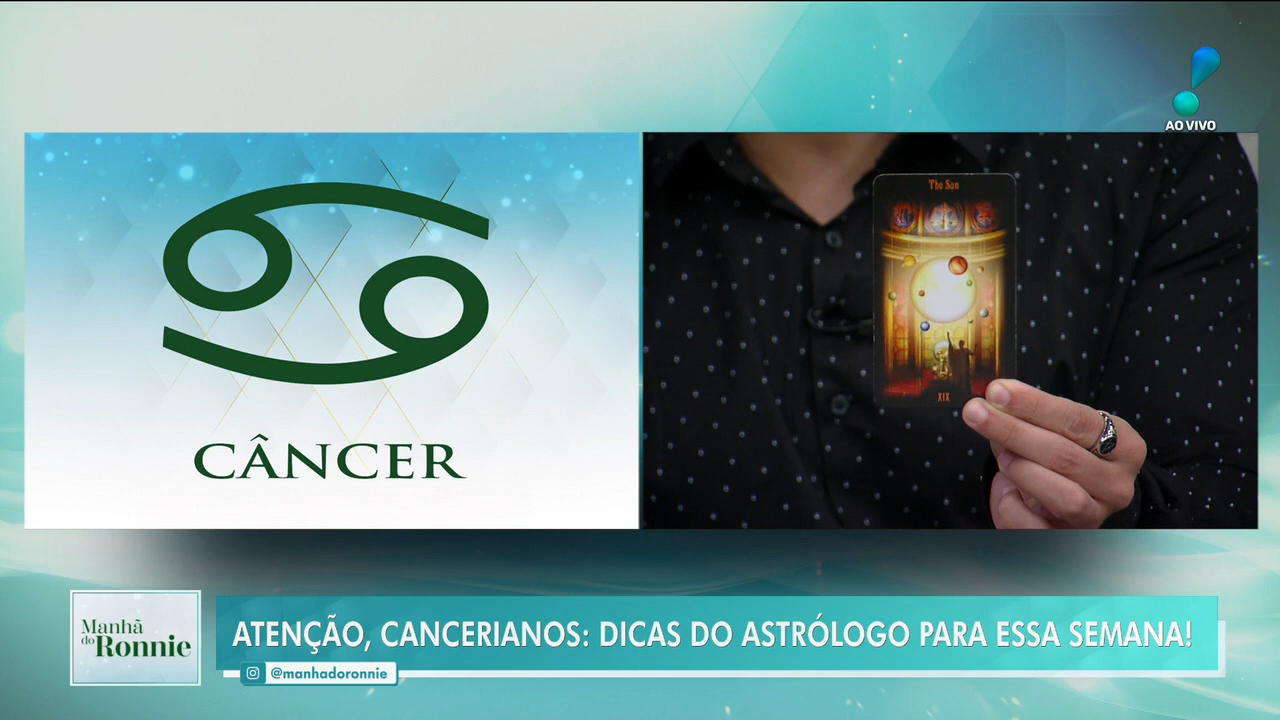 AO VIVO
CÂNCER
The Sun
XIX
Manhã
do Ronnie
ATENÇÃO, CANCERIANOS: DICAS DO ASTRÓLOGO PARA ESSA SEMANA!
@manhadoronnie